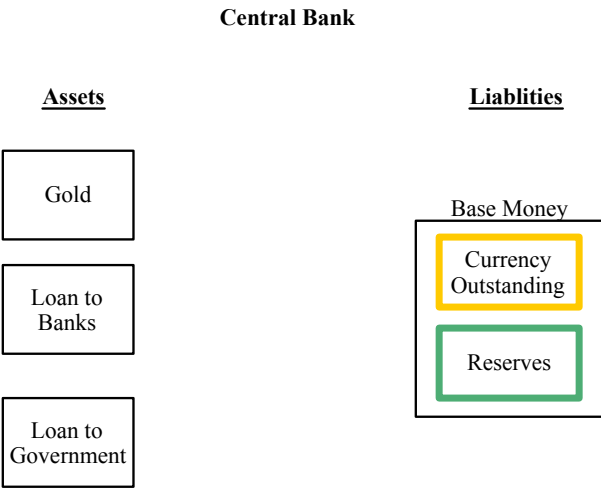 Central Bank
Assets
Liablities
Gold
Base Money
Currency
Outstanding
Loan to
Banks
Reserves
Loan to
Government